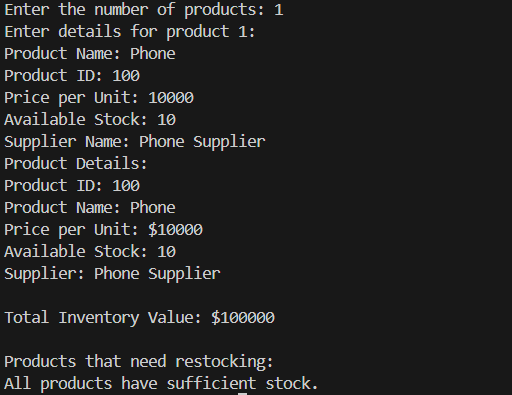 Enter the number of products: 1
Enter details for product 1:
Product Name: Phone
Product ID: 100
Price per Unit: 10000
Available Stock: 10
Supplier Name: Phone Supplier
Product Details:
Product ID: 100
Product Name: Phone
Price per Unit: $10000
Available Stock: 10
Supplier: Phone Supplier

Total Inventory Value: $100000

Products that need restocking:
All products have sufficient stock.